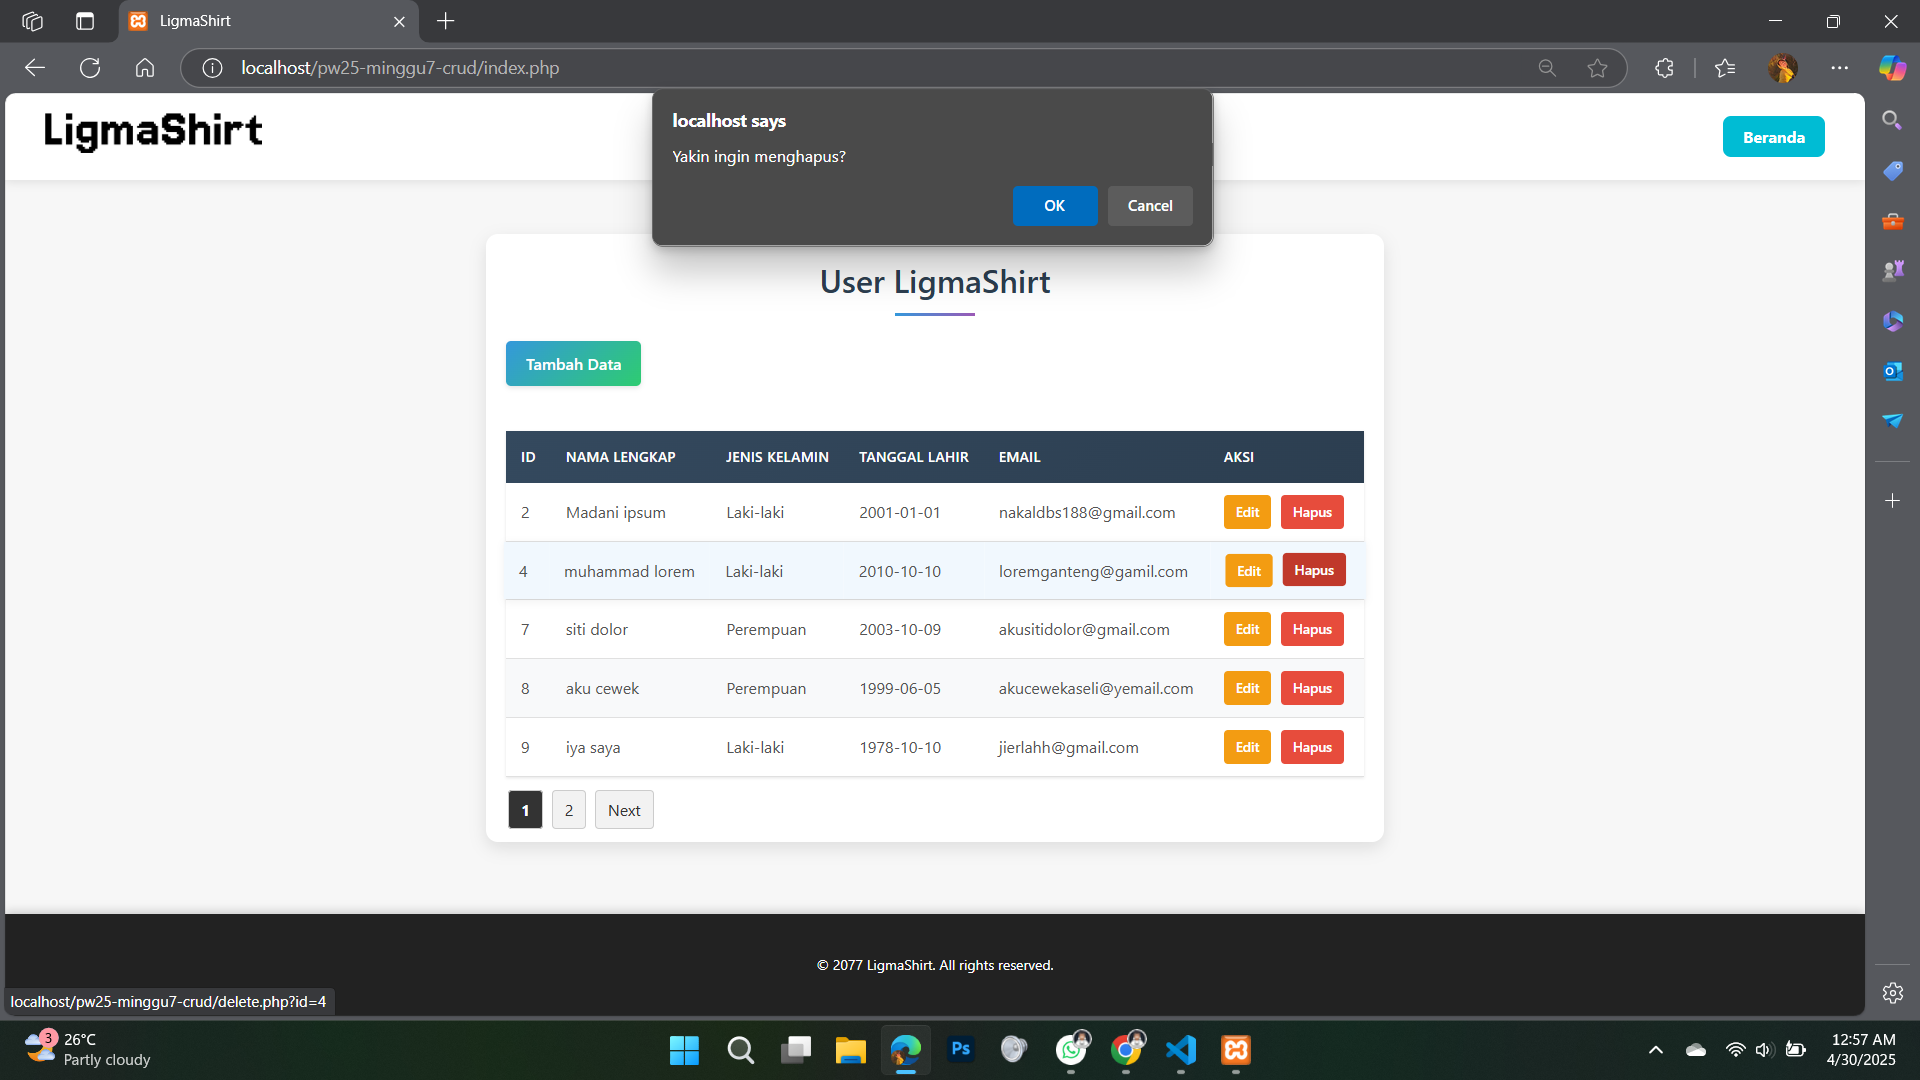 LigmaShirt
localhost/pw25-minggu7-crud/index.php
LigmaShirt
localhost says
Yakin ingin menghapus?
OK Cancel
Beranda
User LigmaShirt
Tambah Data
ID NAMA LENGKAP JENIS KELAMIN TANGGAL LAHIR EMAIL AKSI
2 Madani ipsum Laki-laki 2001-01-01 nakaldbs188@gmail.com Edit Hapus
4 muhammad lorem Laki-laki 2010-10-10 loremganteng@gamil.com Edit Hapus
7 siti dolor Perempuan 2003-10-09 akusitidolor@gmail.com Edit Hapus
8 aku cewek Perempuan 1999-06-05 akucewekaseli@yemail.com Edit Hapus
9 iya saya Laki-laki 1978-10-10 jierlahh@gmail.com Edit Hapus
1 2 Next
© 2077 LigmaShirt. All rights reserved.
localhost/pw25-minggu7-crud/delete.php?id=4
3
26°C
Partly cloudy
Ps
12:57 AM
4/30/2025